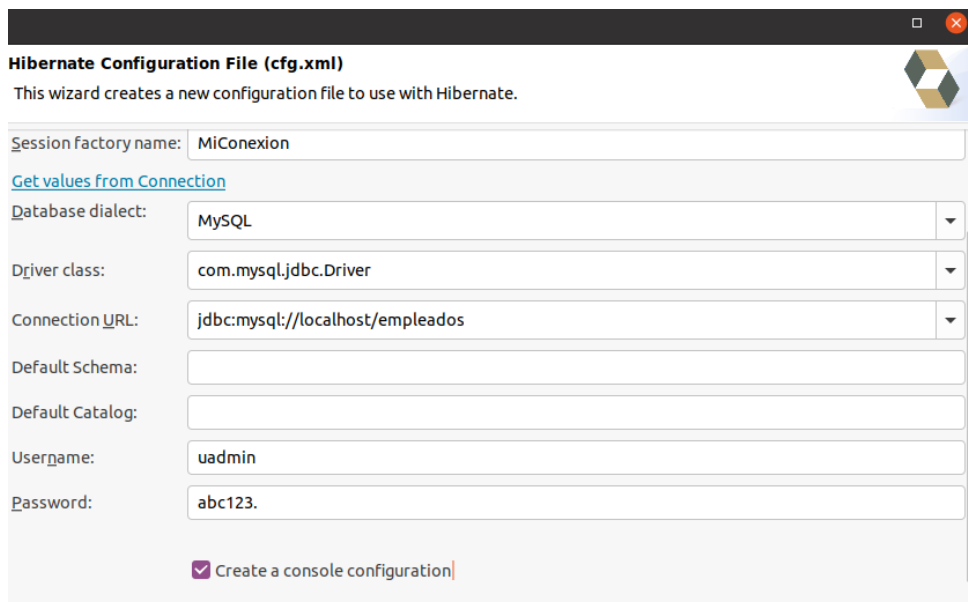 Hibernate Configuration File (cfg.xml)
This wizard creates a new configuration file to use with Hibernate.
Session factory name: MiConexion
Get values from Connection
Database dialect: MySQL
Driver class: com.mysql.jdbc.Driver
Connection URL: jdbc:mysql://localhost/empleados
Default Schema:
Default Catalog:
Username: uadmin
Password: abc123.
Create a console configuration